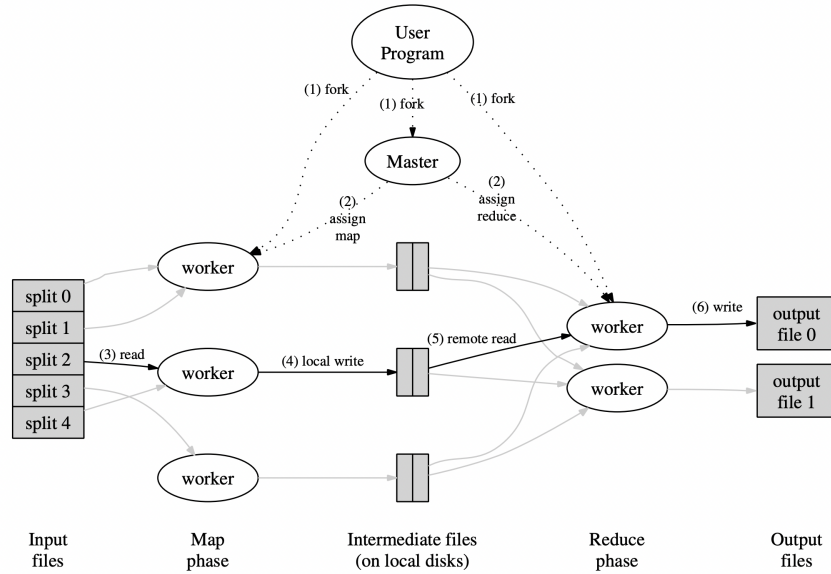 User
Program
(1) fork
(1) fork
(1) fork
Master
(2)
assign
map
(2)
assign
reduce
worker
split 0
split 1
split 2
split 3
split 4
(3) read
worker
(4) local write
(5) remote read
worker
(6) write
output
file 0
worker
output
file 1
worker
Input
files
Map
phase
Intermediate files
(on local disks)
Reduce
phase
Output
files